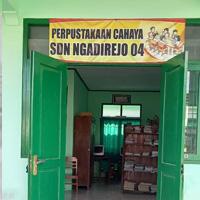 PERPUSTAKAAN CAHAYA
SDN NGADIREJO 04